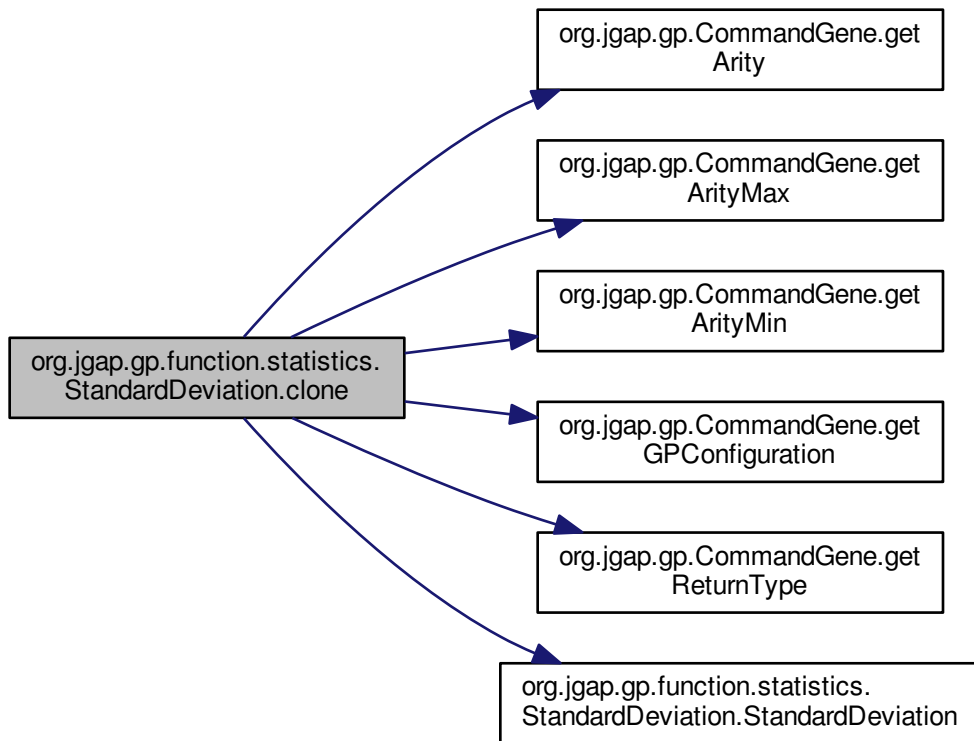 org.jgap.gp.CommandGene.get
Arity
org.jgap.gp.CommandGene.get
ArityMax
org.jgap.gp.CommandGene.get
ArityMin
org.jgap.gp.function.statistics.
StandardDeviation.clone
org.jgap.gp.CommandGene.get
GPConfiguration
org.jgap.gp.CommandGene.get
ReturnType
org.jgap.gp.function.statistics.
StandardDeviation.StandardDeviation